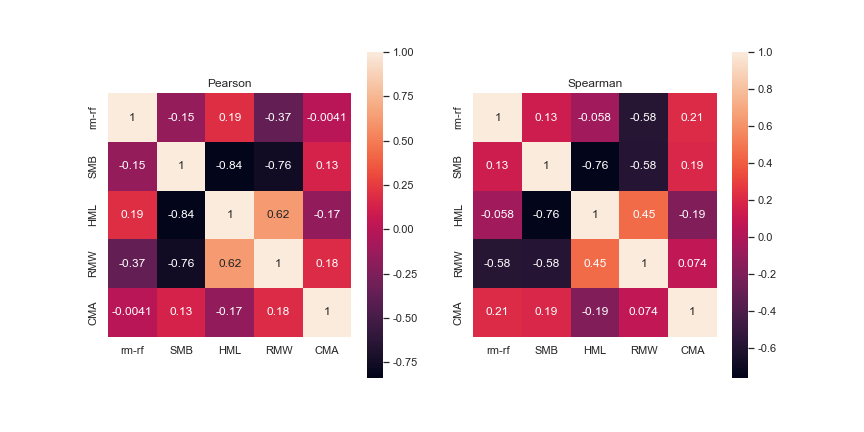 Pearson
rm-rf 1 -0.15 0.19 -0.37 -0.0041
SMB -0.15 1 -0.84 -0.76 0.13
HML 0.19 -0.84 1 0.62 -0.17
RMW -0.37 -0.76 0.62 1 0.18
CMA -0.0041 0.13 -0.17 0.18 1
rm-rf SMB HML RMW CMA
1.00
0.75
0.50
0.25
0.00
-0.25
-0.50
-0.75
Spearman
rm-rf 1 0.13 -0.058 -0.58 0.21
SMB 0.13 1 -0.76 -0.58 0.19
HML -0.058 -0.76 1 0.45 -0.19
RMW -0.58 -0.58 0.45 1 0.074
CMA 0.21 0.19 -0.19 0.074 1
rm-rf SMB HML RMW CMA
1.0
0.8
0.6
0.4
0.2
0.0
-0.2
-0.4
-0.6